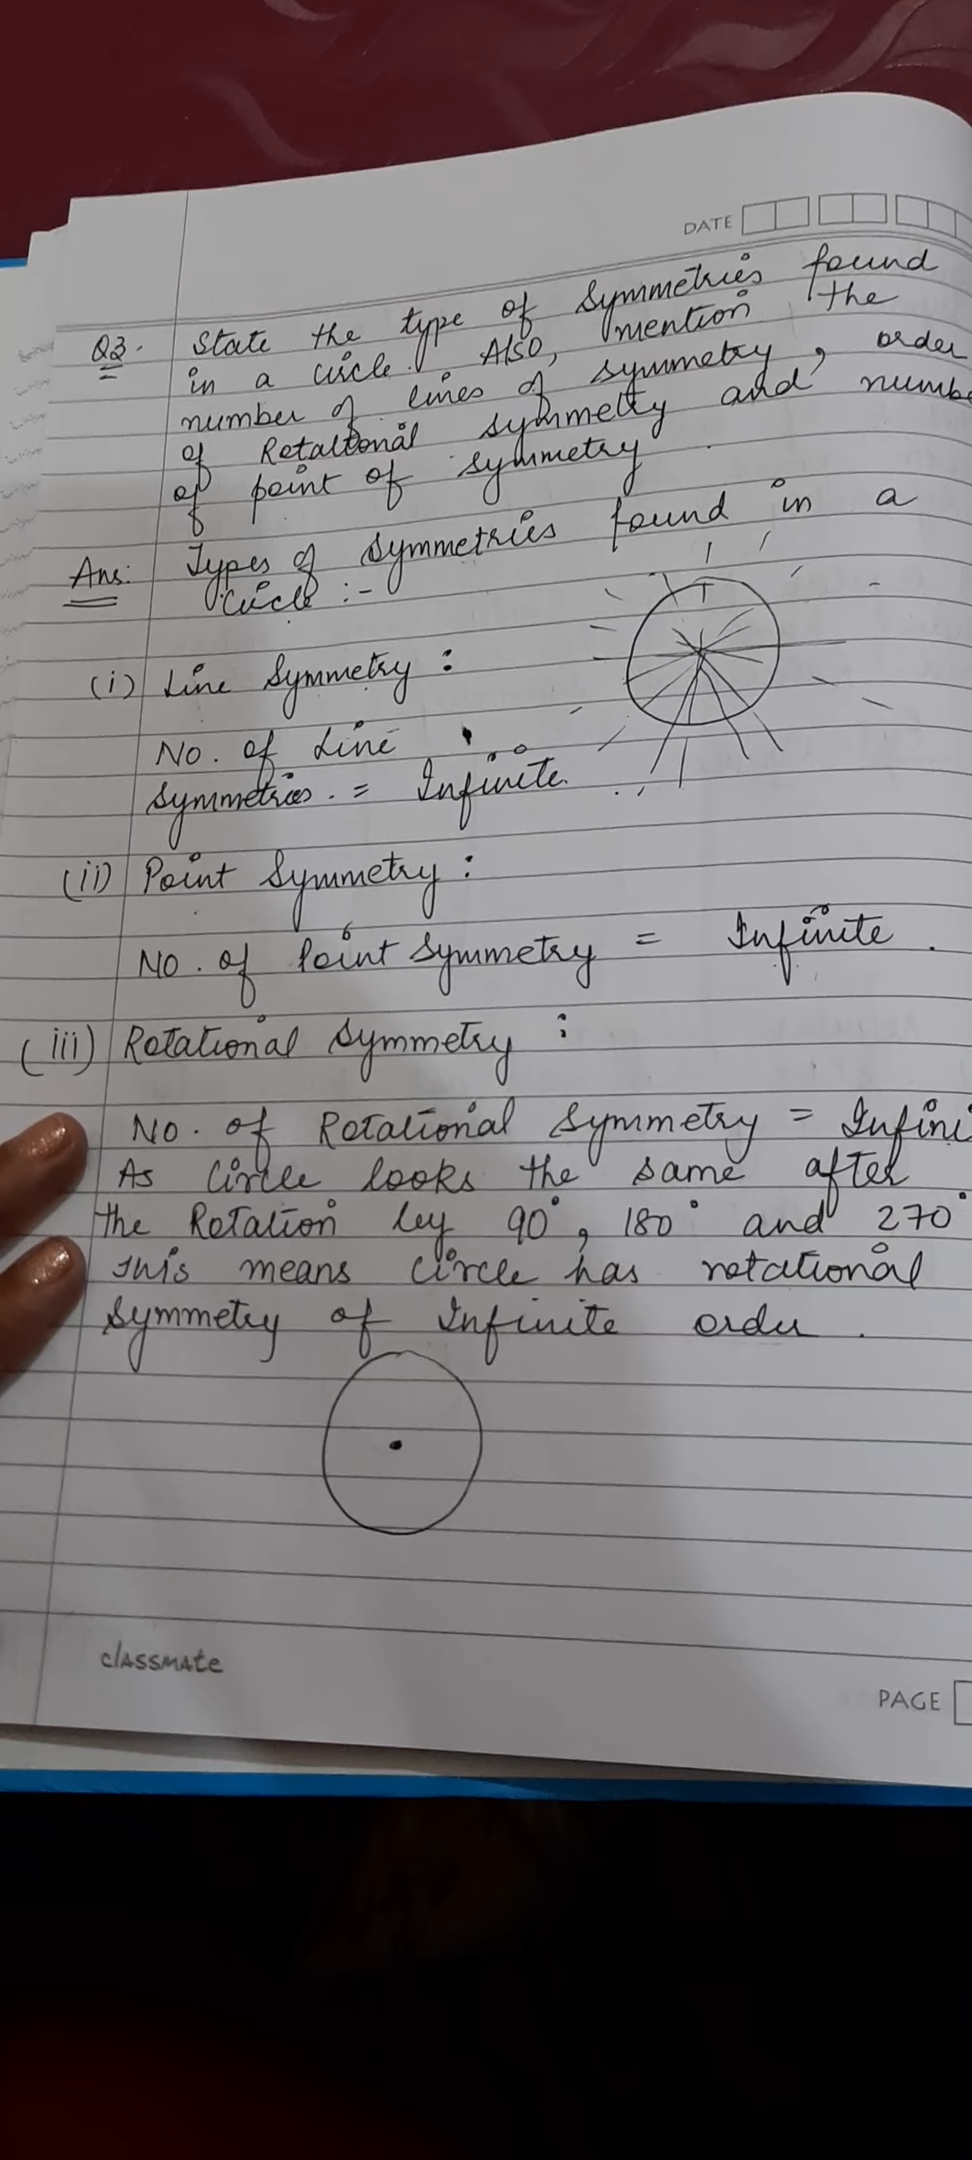 DATE
Q3. State the type of Symmetries found
in a circle. Also, mention the
number of lines of symmetry, order
of Rotational symmetry and numbe
of point of symmetry.
Ans: Types of Symmetries found in a
Circle :-
(i) Line Symmetry :
No. of Line
Symmetries. = Infinite.
(ii) Point Symmetry :
No. of Point Symmetry = Infinite.
(iii) Rotational Symmetry :
No. of Rotational Symmetry = Infini
As Circle looks the same after
the Rotation by 90°, 180° and 270°
This means circle has rotational
Symmetry of Infinite order.
classmate
PAGE